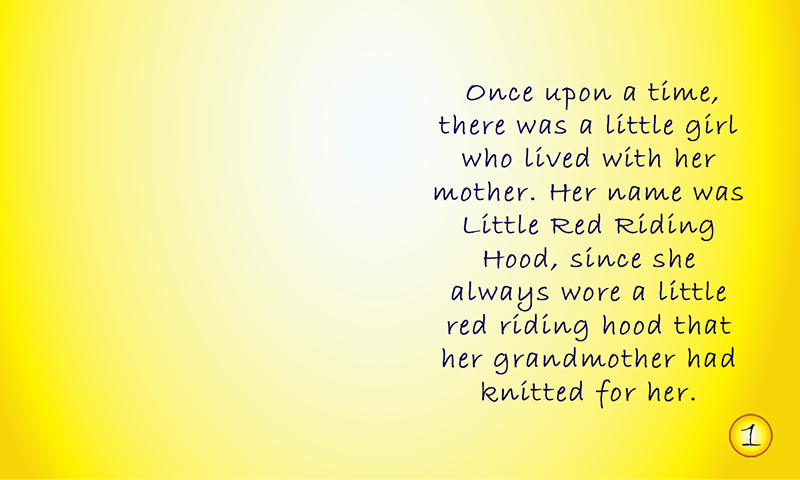 Once upon a time,
there was a little girl
who lived with her
mother. Her name was
Little Red Riding
Hood, since she
always wore a little
red riding hood that
her grandmother had
knitted for her.
1